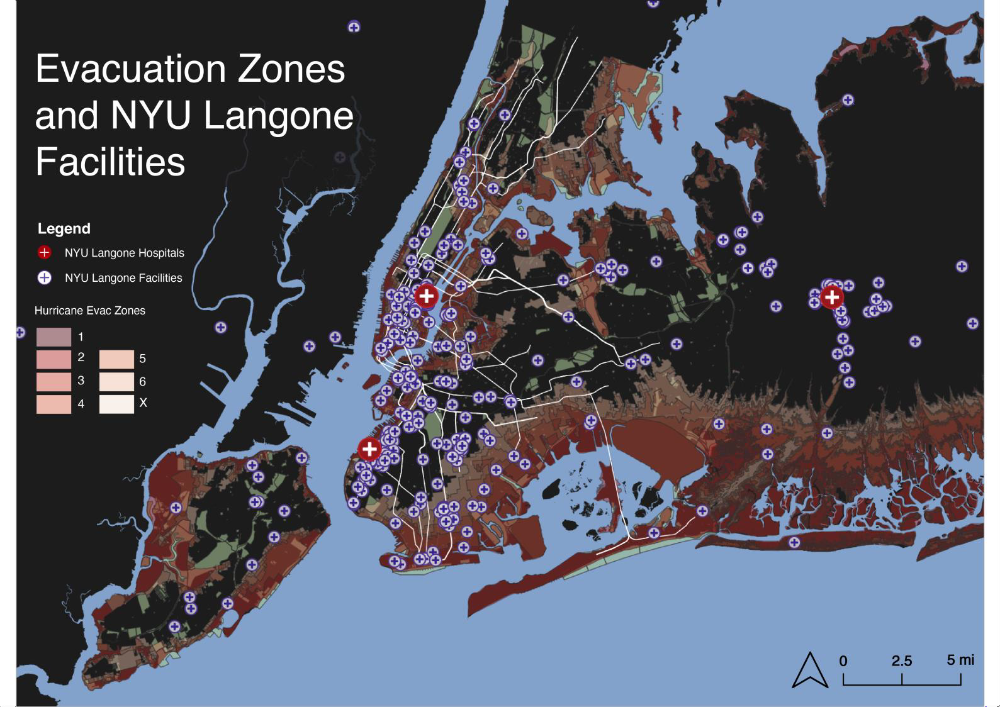 Evacuation Zones
and NYU Langone
Facilities
Legend
NYU Langone Hospitals
NYU Langone Facilities
Hurricane Evac Zones
1
2
5
3
6
4
X
0
2.5
5 mi